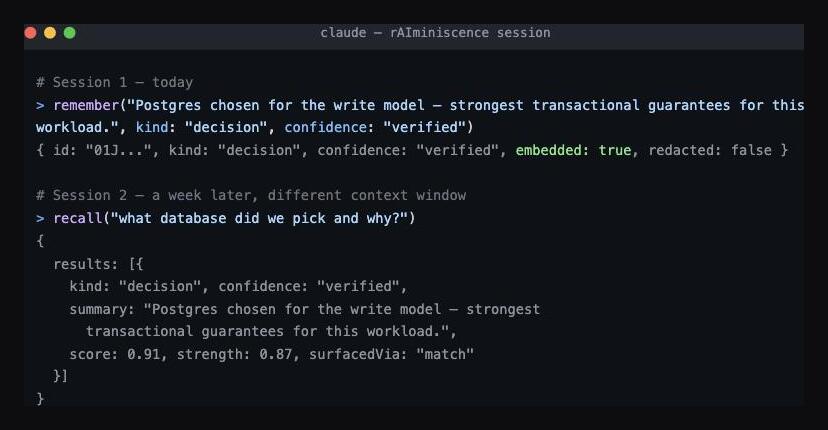 claude — rAIminiscence session
# Session 1 — today
> remember("Postgres chosen for the write model — strongest transactional guarantees for this
workload.", kind: "decision", confidence: "verified")
{ id: "01J...", kind: "decision", confidence: "verified", embedded: true, redacted: false }
# Session 2 — a week later, different context window
> recall("what database did we pick and why?")
{
  results: [{
    kind: "decision", confidence: "verified",
    summary: "Postgres chosen for the write model — strongest
      transactional guarantees for this workload.",
    score: 0.91, strength: 0.87, surfacedVia: "match"
  }]
}